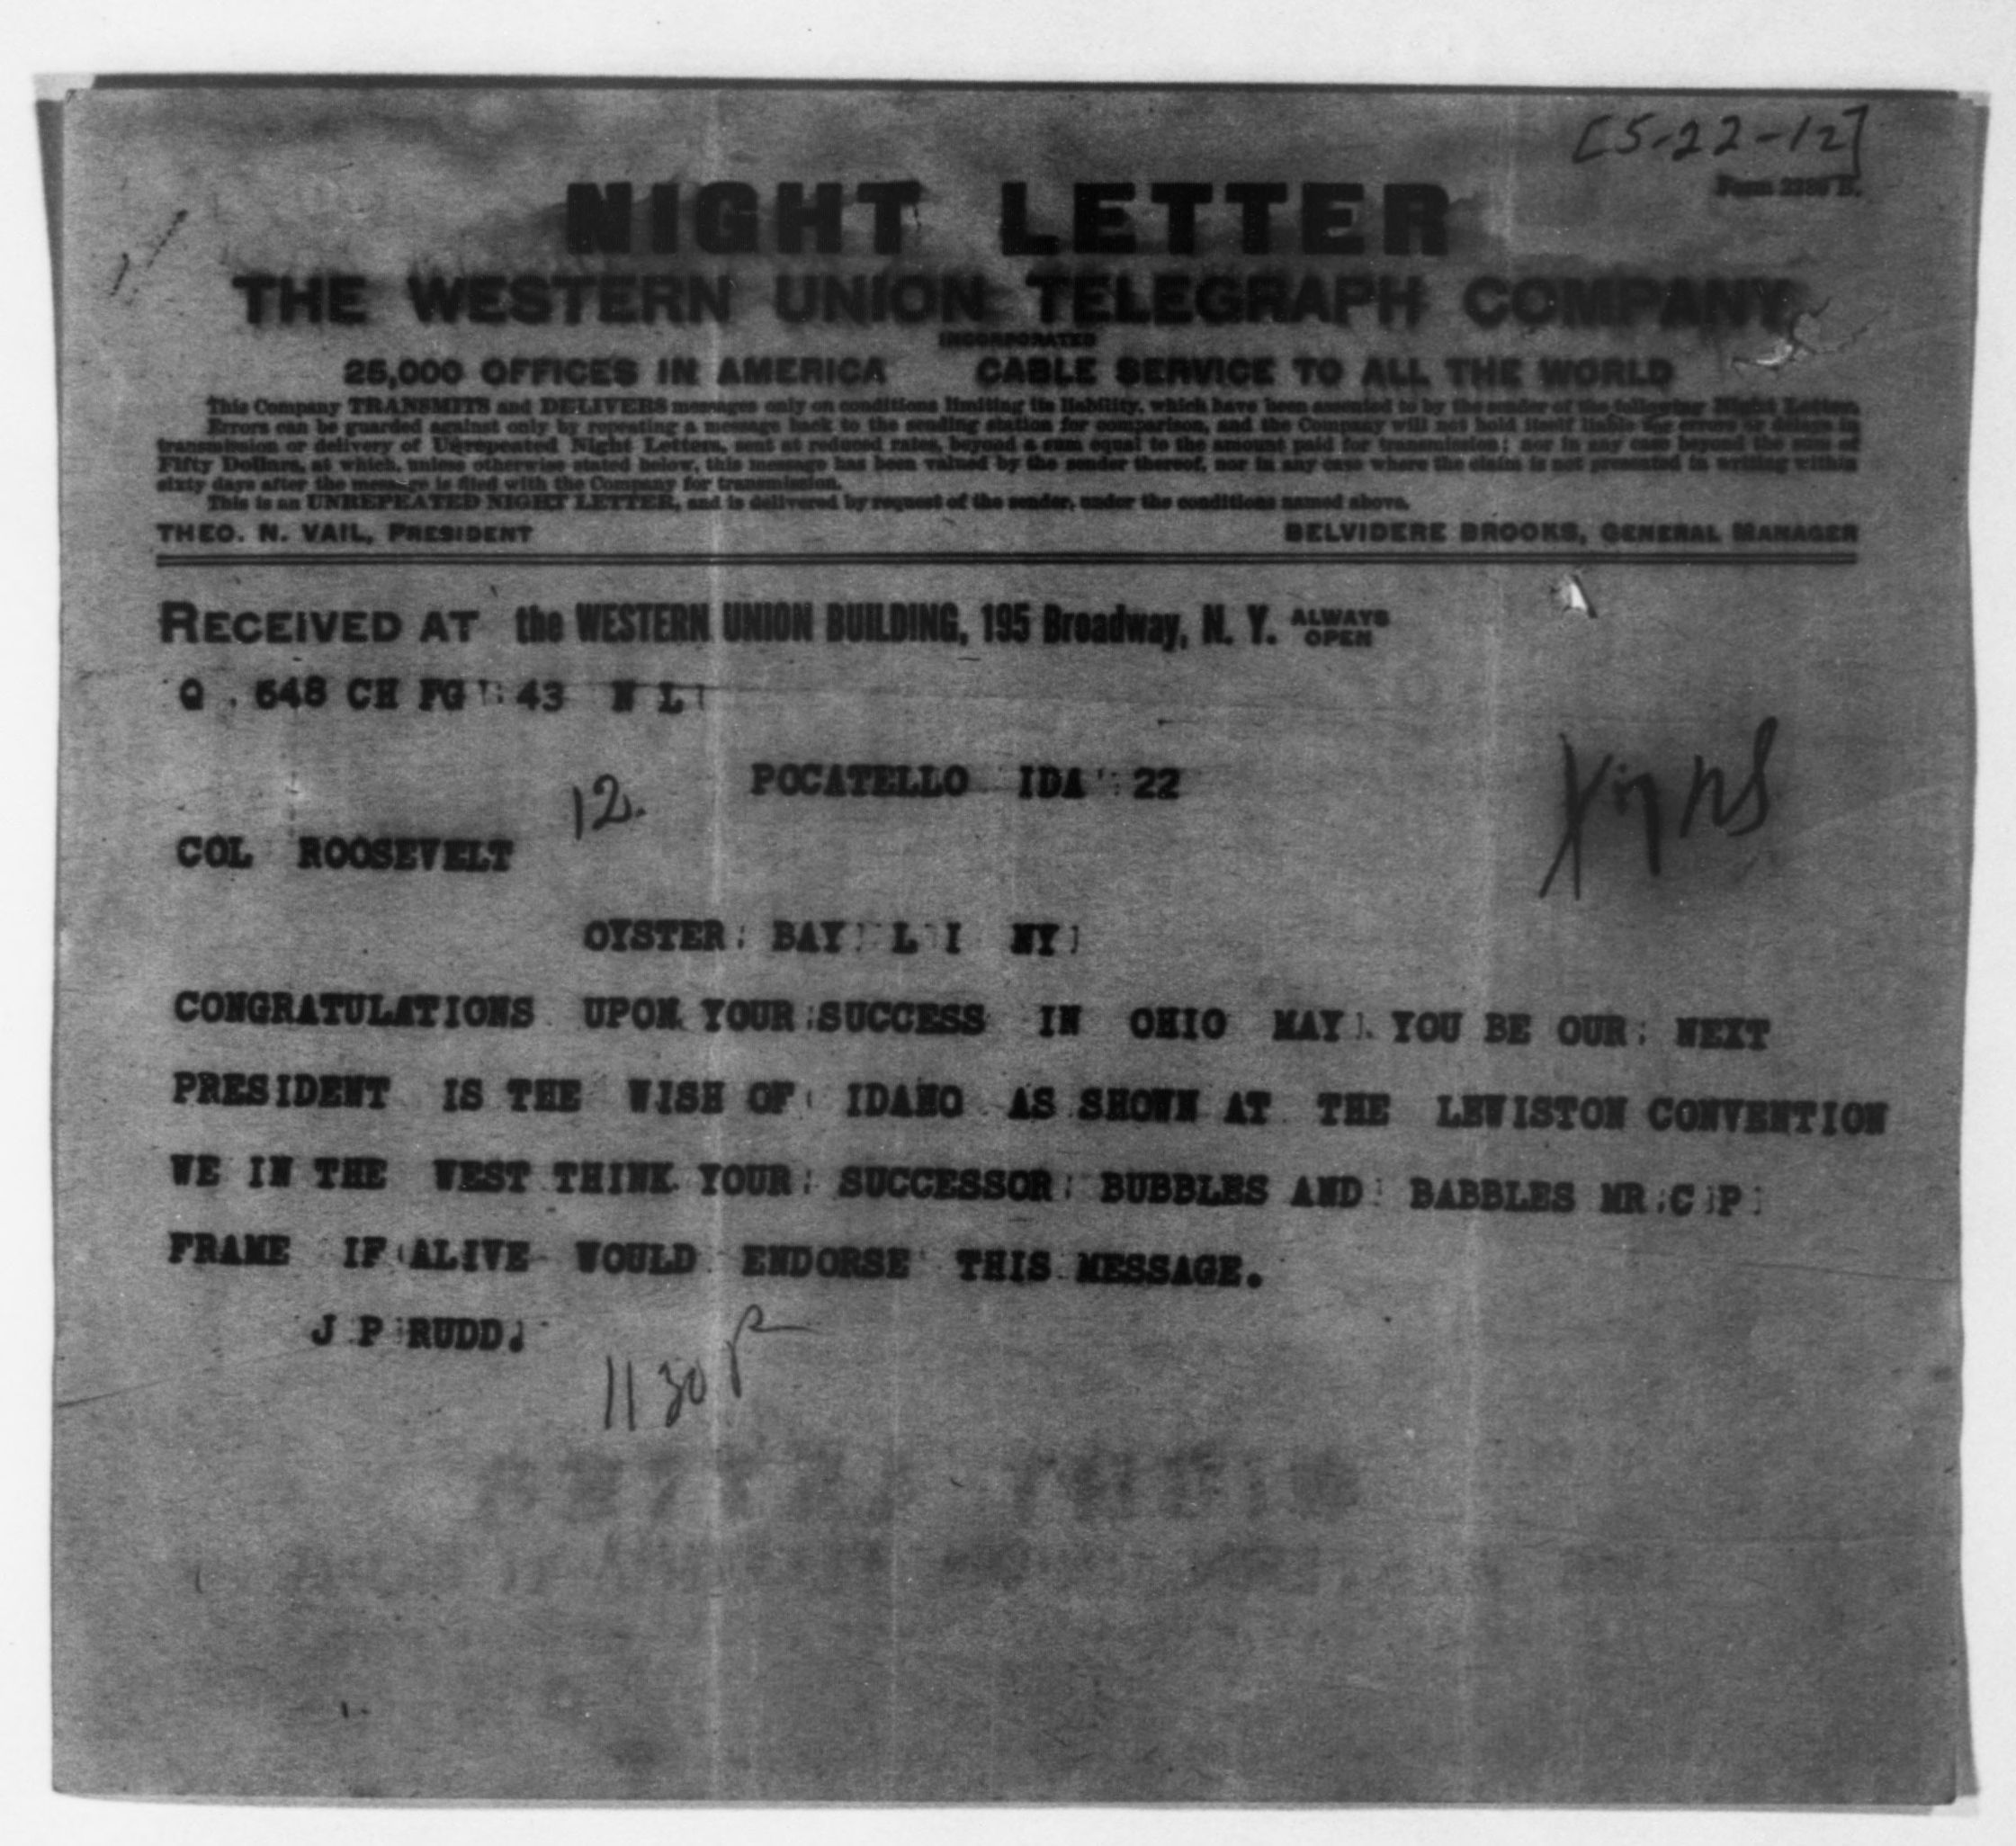 [5-22-12]
NIGHT LETTER
THE WESTERN UNION TELEGRAPH COMPANY
INCORPORATED
25,000 OFFICES IN AMERICA CABLE SERVICE TO ALL THE WORLD
This Company TRANSMITS and DELIVERS messages only on conditions limiting its liability, which have been assented to by the sender of the following Night Letter.
Errors can be guarded against only by repeating a message back to the sending station for comparison, and the Company will not hold itself liable for errors or delays in
transmission or delivery of Unrepeated Night Letters, sent at reduced rates, beyond a sum equal to the amount paid for transmission; nor in any case beyond the sum of
Fifty Dollars, at which, unless otherwise stated below, this message has been valued by the sender thereof, nor in any case where the claim is not presented in writing within
sixty days after the message is filed with the Company for transmission.
This is an UNREPEATED NIGHT LETTER, and is delivered by request of the sender, under the conditions named above.
THEO. N. VAIL, PRESIDENT BELVIDERE BROOKS, GENERAL MANAGER
RECEIVED AT the WESTERN UNION BUILDING, 195 Broadway, N. Y. ALWAYS OPEN
Q 548 CH FG 43 N L
12. POCATELLO IDA 22
COL ROOSEVELT
OYSTER BAY L I NY
CONGRATULATIONS UPON YOUR SUCCESS IN OHIO MAY YOU BE OUR NEXT
PRESIDENT IS THE WISH OF IDAHO AS SHOWN AT THE LEWISTON CONVENTION
WE IN THE WEST THINK YOUR SUCCESSOR BUBBLES AND BABBLES MR C P
FRAME IF ALIVE WOULD ENDORSE THIS MESSAGE.
J P RUDD.
1130 P